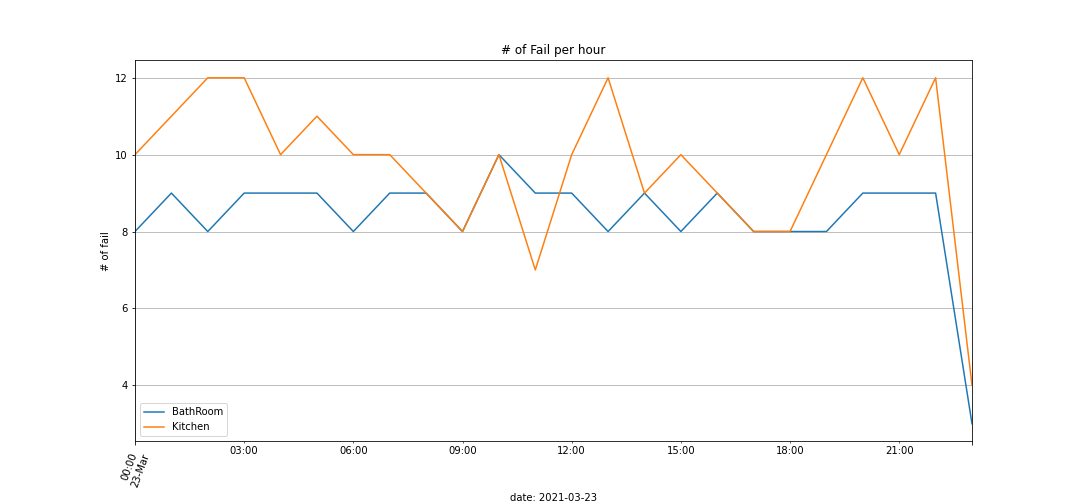 # of Fail per hour
12
10
8
6
4
# of fail
BathRoom
Kitchen
00:00
23-Mar
03:00
06:00
09:00
12:00
15:00
18:00
21:00
date: 2021-03-23